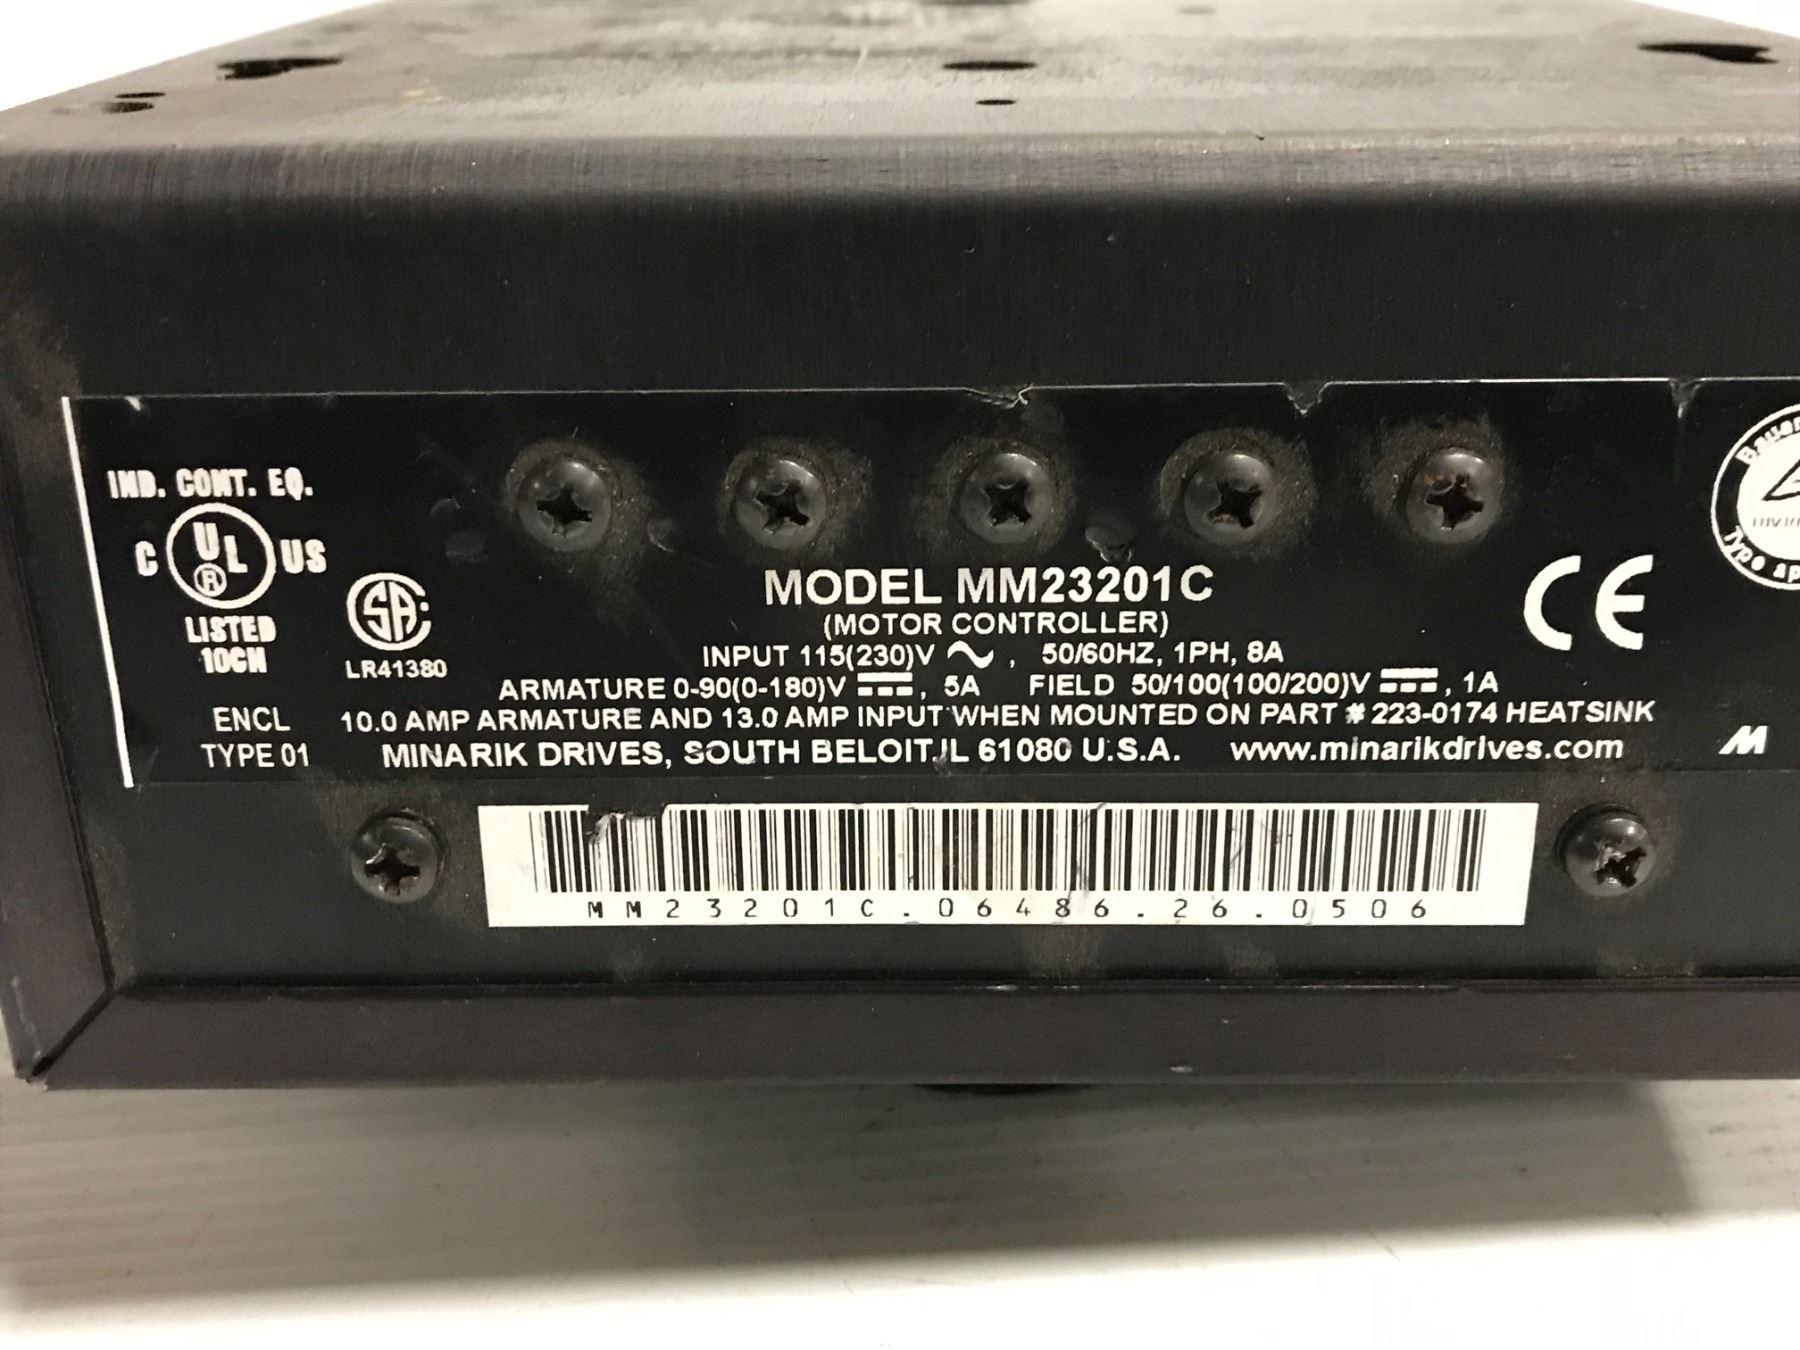 IND. CONT. EQ.
C UL® US
LISTED
10CH
SA
LR41380
ENCL
TYPE 01
MODEL MM23201C
(MOTOR CONTROLLER)
INPUT 115(230)V ∿, 50/60HZ, 1PH, 8A
ARMATURE 0-90(0-180)V ⎓, 5A FIELD 50/100(100/200)V ⎓, 1A
10.0 AMP ARMATURE AND 13.0 AMP INPUT WHEN MOUNTED ON PART # 223-0174 HEATSINK
MINARIK DRIVES, SOUTH BELOIT, IL 61080 U.S.A. www.minarikdrives.com
CE
Type
M
MM23201C.06486.26.0506